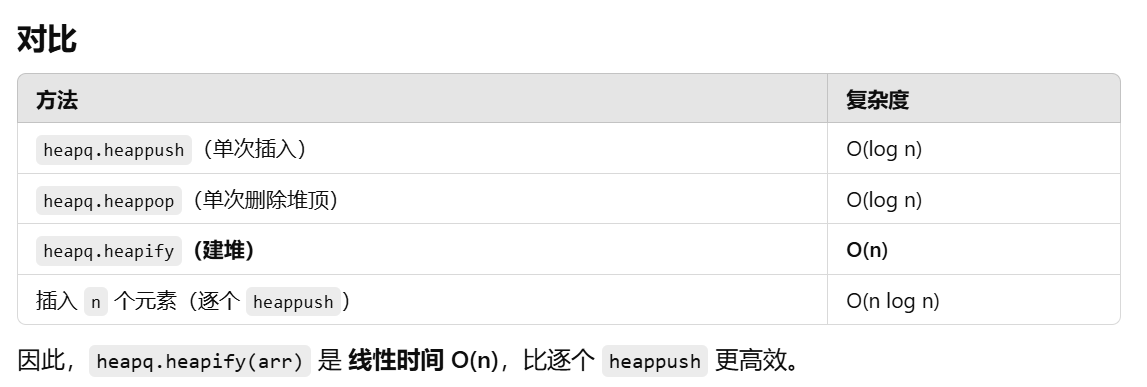 对比
方法 复杂度
heapq.heappush（单次插入） O(log n)
heapq.heappop（单次删除堆顶） O(log n)
heapq.heapify（建堆） O(n)
插入 n 个元素（逐个 heappush） O(n log n)
因此，heapq.heapify(arr) 是 线性时间 O(n)，比逐个 heappush 更高效。